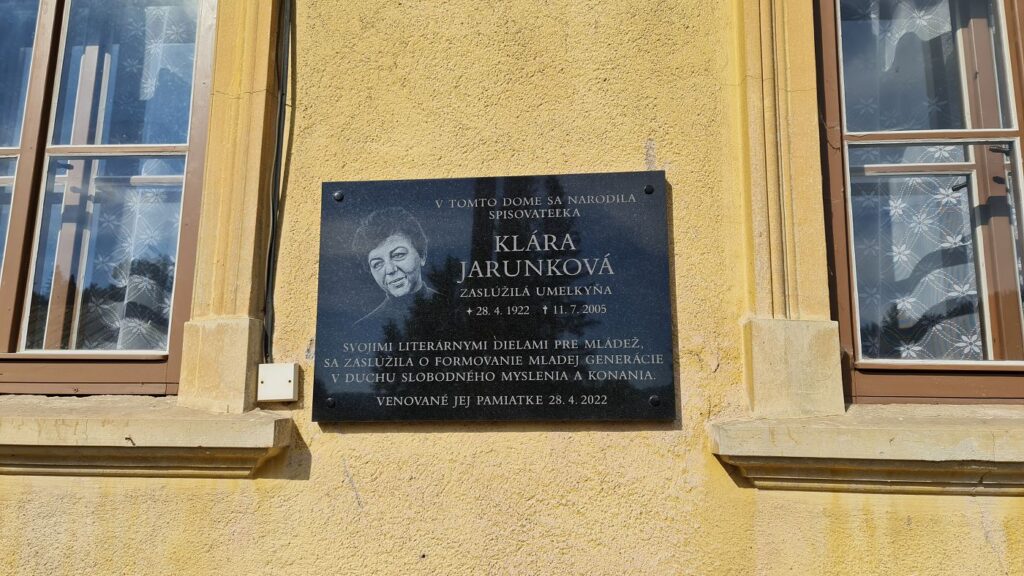 V TOMTO DOME SA NARODILA
SPISOVATEĽKA
KLÁRA
JARUNKOVÁ
ZASLÚŽILÁ UMELKYŇA
✦ 28. 4. 1922 ✝ 11. 7. 2005
SVOJIMI LITERÁRNYMI DIELAMI PRE MLÁDEŽ,
SA ZASLÚŽILA O FORMOVANIE MLADEJ GENERÁCIE
V DUCHU SLOBODNÉHO MYSLENIA A KONANIA.
VENOVANÉ JEJ PAMIATKE 28. 4. 2022